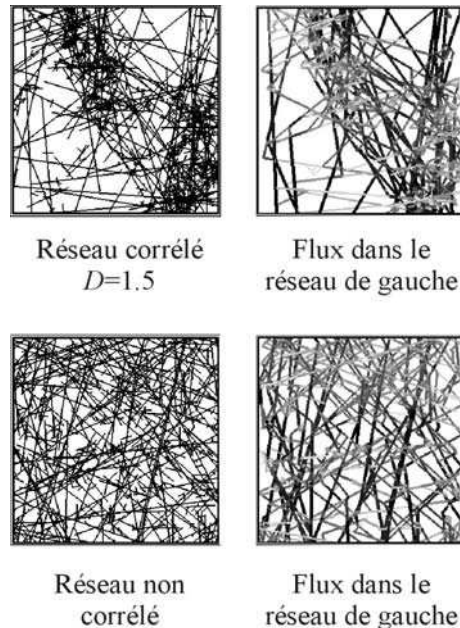 Réseau corrélé
D=1.5
Flux dans le
réseau de gauche
Réseau non
corrélé
Flux dans le
réseau de gauche